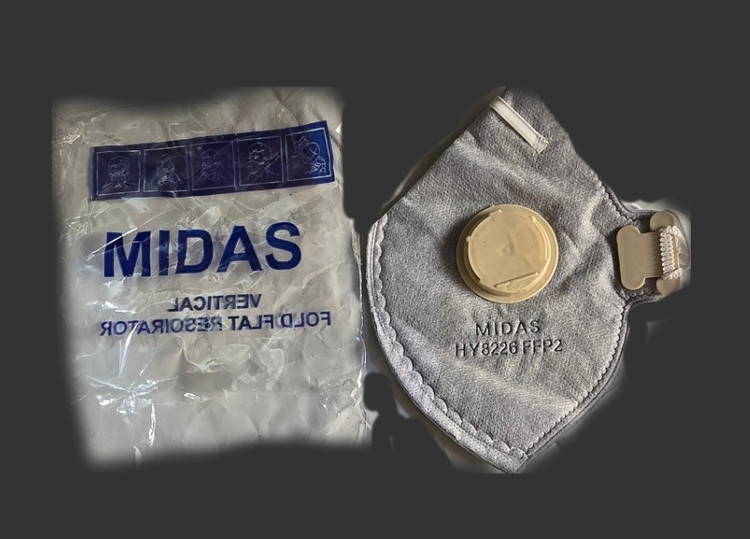 MIDAS
VERTICAL
FOLD FLAT RESOIRATOR
MIDAS
HY8226 FFP2